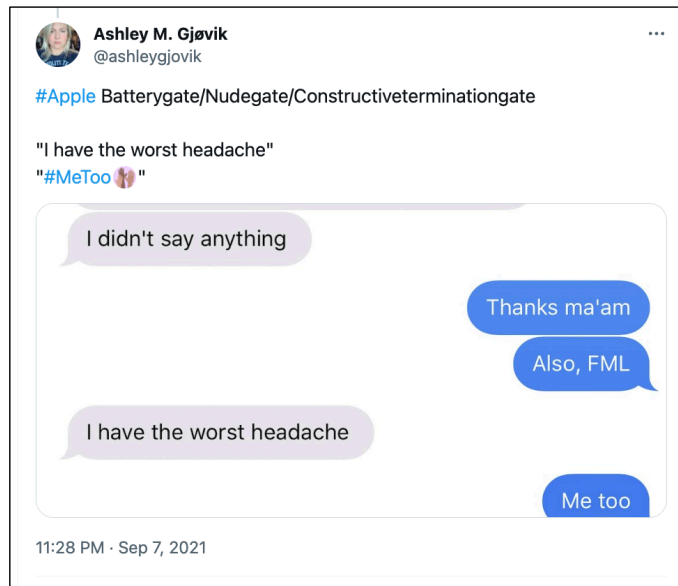 Ashley M. Gjøvik
@ashleygjovik
#Apple Batterygate/Nudegate/Constructiveterminationgate
"I have the worst headache"
"#MeToo"
I didn't say anything
Thanks ma'am
Also, FML
I have the worst headache
Me too
11:28 PM · Sep 7, 2021